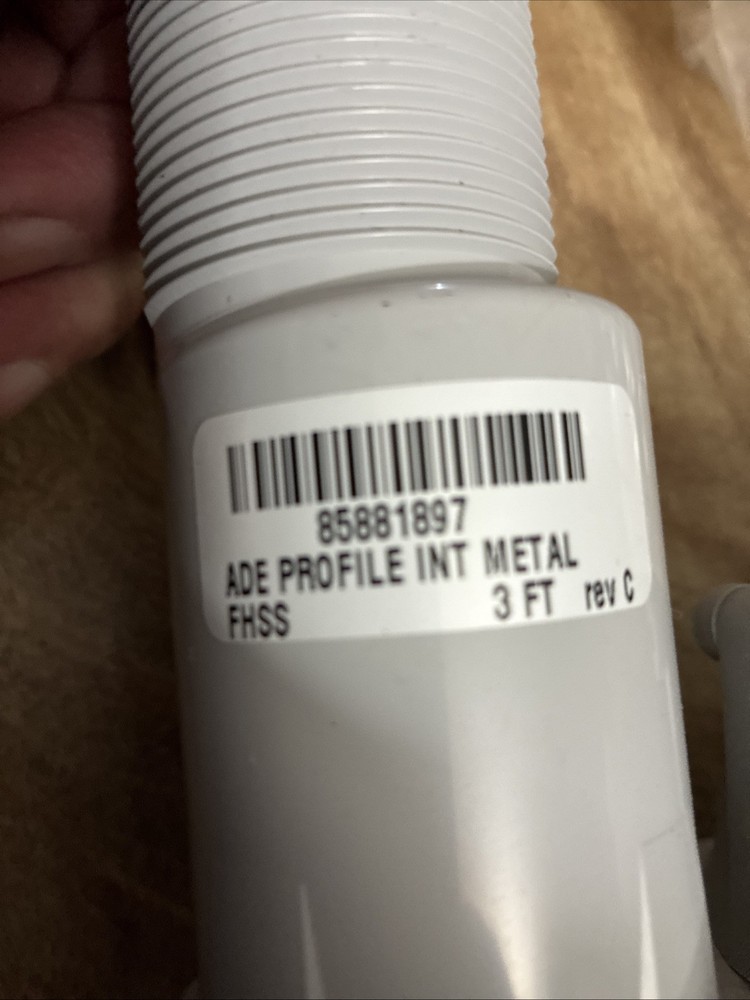 85881897
ADE PROFILE INT METAL
FHSS 3 FT rev C